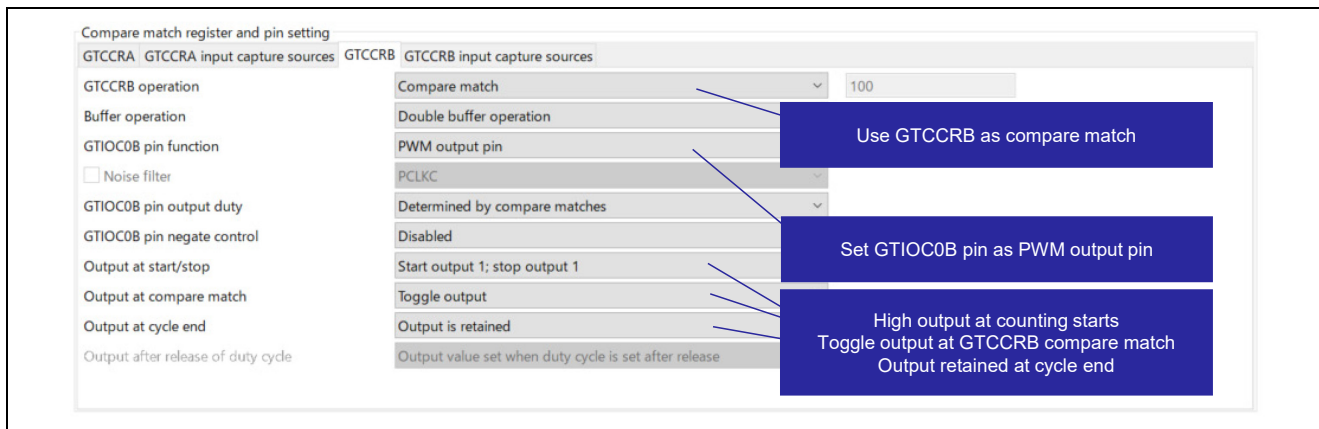 Compare match register and pin setting
GTCCRA GTCCRA input capture sources GTCCRB GTCCRB input capture sources
GTCCRB operation Compare match 100
Buffer operation Double buffer operation
Use GTCCRB as compare match
GTIOC0B pin function PWM output pin
Noise filter PCLKC
GTIOC0B pin output duty Determined by compare matches
GTIOC0B pin negate control Disabled
Set GTIOC0B pin as PWM output pin
Output at start/stop Start output 1; stop output 1
Output at compare match Toggle output
Output at cycle end Output is retained
Output after release of duty cycle Output value set when duty cycle is set after release
High output at counting starts
Toggle output at GTCCRB compare match
Output retained at cycle end